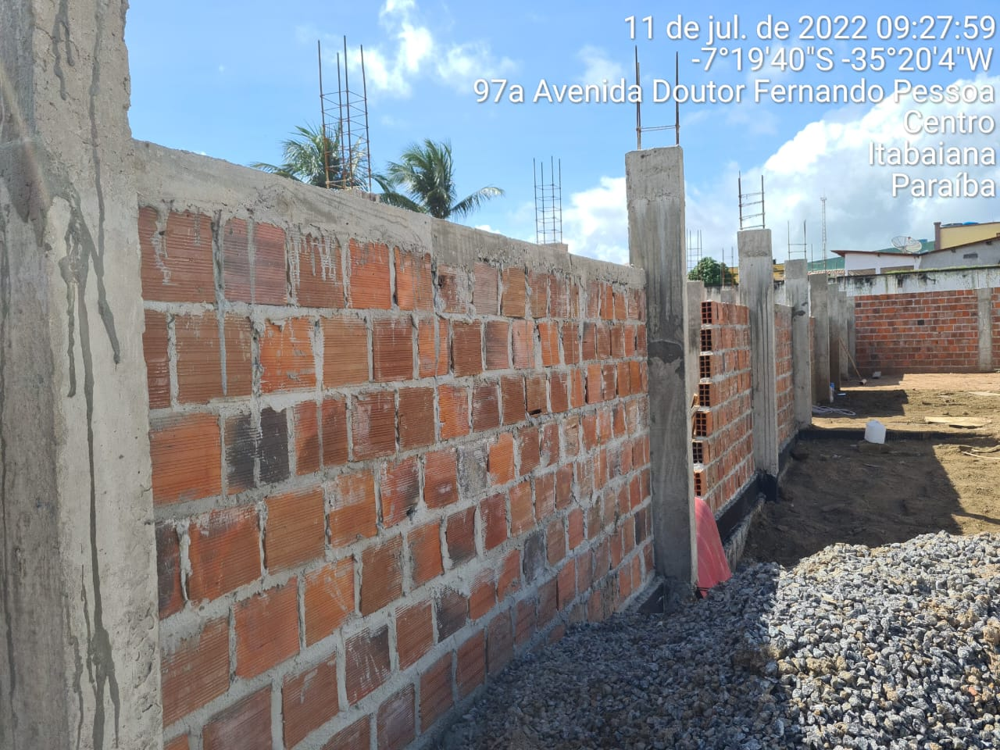 11 de jul. de 2022 09:27:59
-7°19'40"S -35°20'4"W
97a Avenida Doutor Fernando Pessoa
Centro
Itabaiana
Paraíba